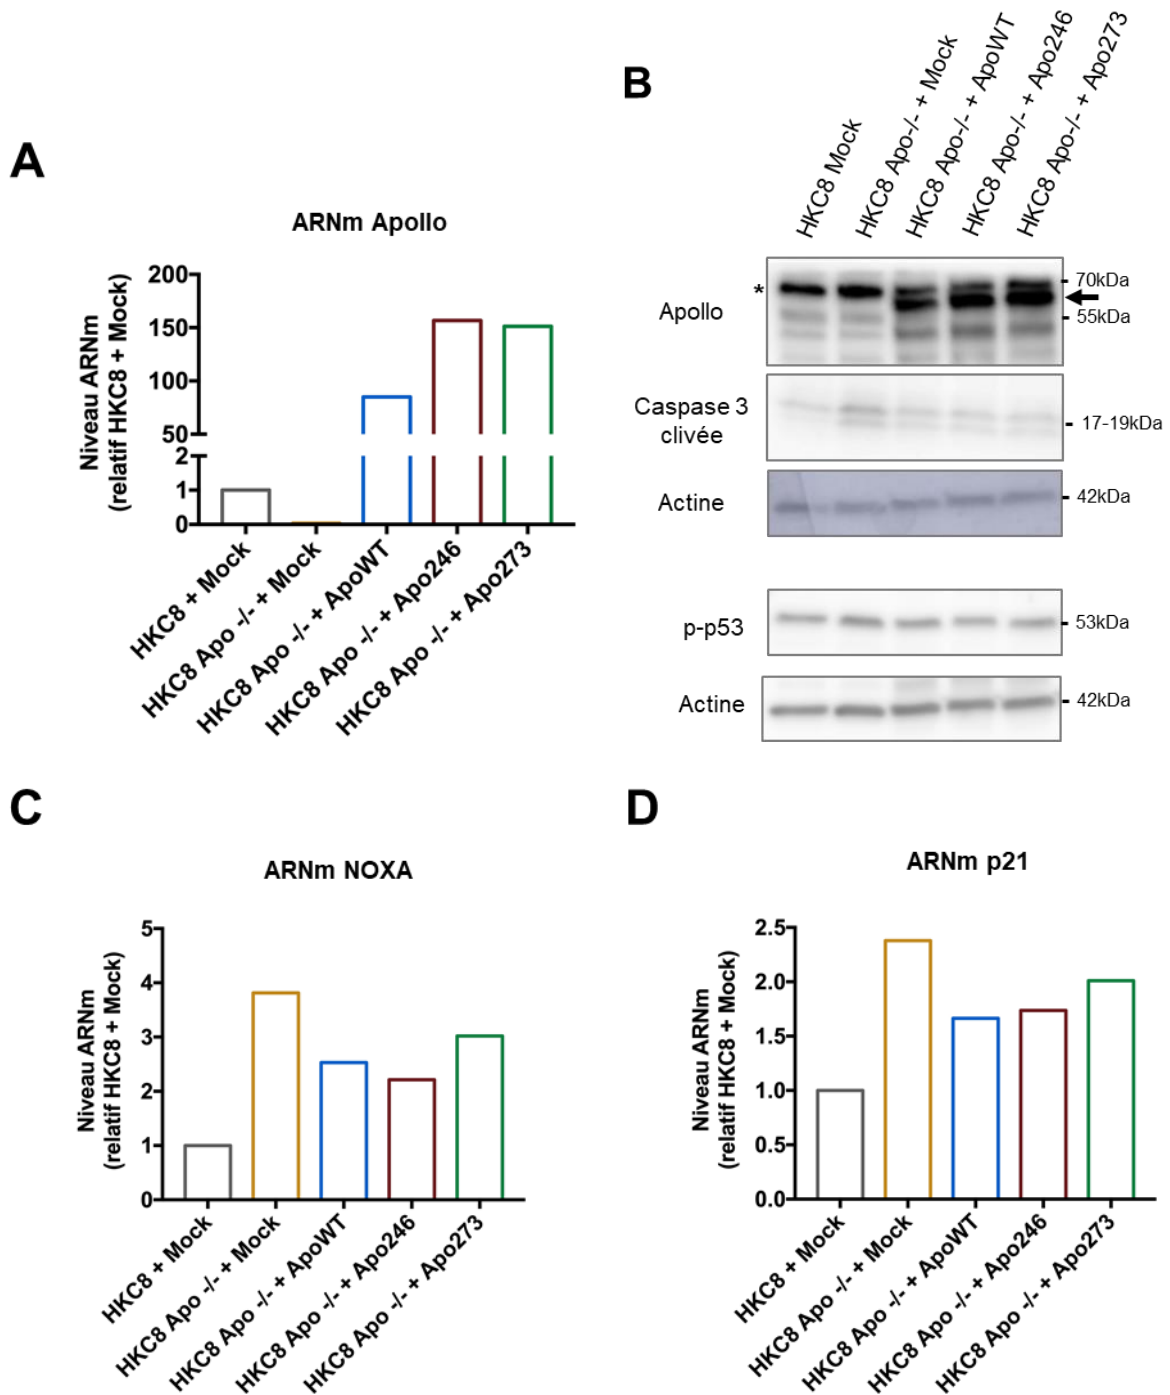 A
ARNm Apollo
Niveau ARNm
(relatif HKC8 + Mock)
200
150
100
50
2
1
0
HKC8 + Mock
HKC8 Apo -/- + Mock
HKC8 Apo -/- + ApoWT
HKC8 Apo -/- + Apo246
HKC8 Apo -/- + Apo273
B
HKC8 Mock
HKC8 Apo-/- + Mock
HKC8 Apo-/- + ApoWT
HKC8 Apo-/- + Apo246
HKC8 Apo-/- + Apo273
*
Apollo
70kDa
55kDa
Caspase 3
clivée
17-19kDa
Actine
42kDa
p-p53
53kDa
Actine
42kDa
C
ARNm NOXA
Niveau ARNm
(relatif HKC8 + Mock)
5
4
3
2
1
0
HKC8 + Mock
HKC8 Apo -/- + Mock
HKC8 Apo -/- + ApoWT
HKC8 Apo -/- + Apo246
HKC8 Apo -/- + Apo273
D
ARNm p21
Niveau ARNm
(relatif HKC8 + Mock)
2.5
2.0
1.5
1.0
0.5
0.0
HKC8 + Mock
HKC8 Apo -/- + Mock
HKC8 Apo -/- + ApoWT
HKC8 Apo -/- + Apo246
HKC8 Apo -/- + Apo273